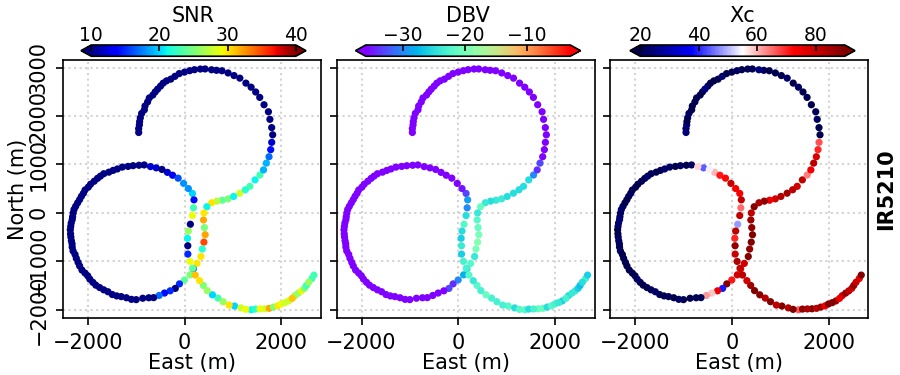 SNR
DBV
Xc
10 20 30 40
−30 −20 −10
20 40 60 80
3000
2000
1000
0
−1000
−2000
North (m)
−2000 0 2000
−2000 0 2000
−2000 0 2000
East (m)
East (m)
East (m)
IR5210